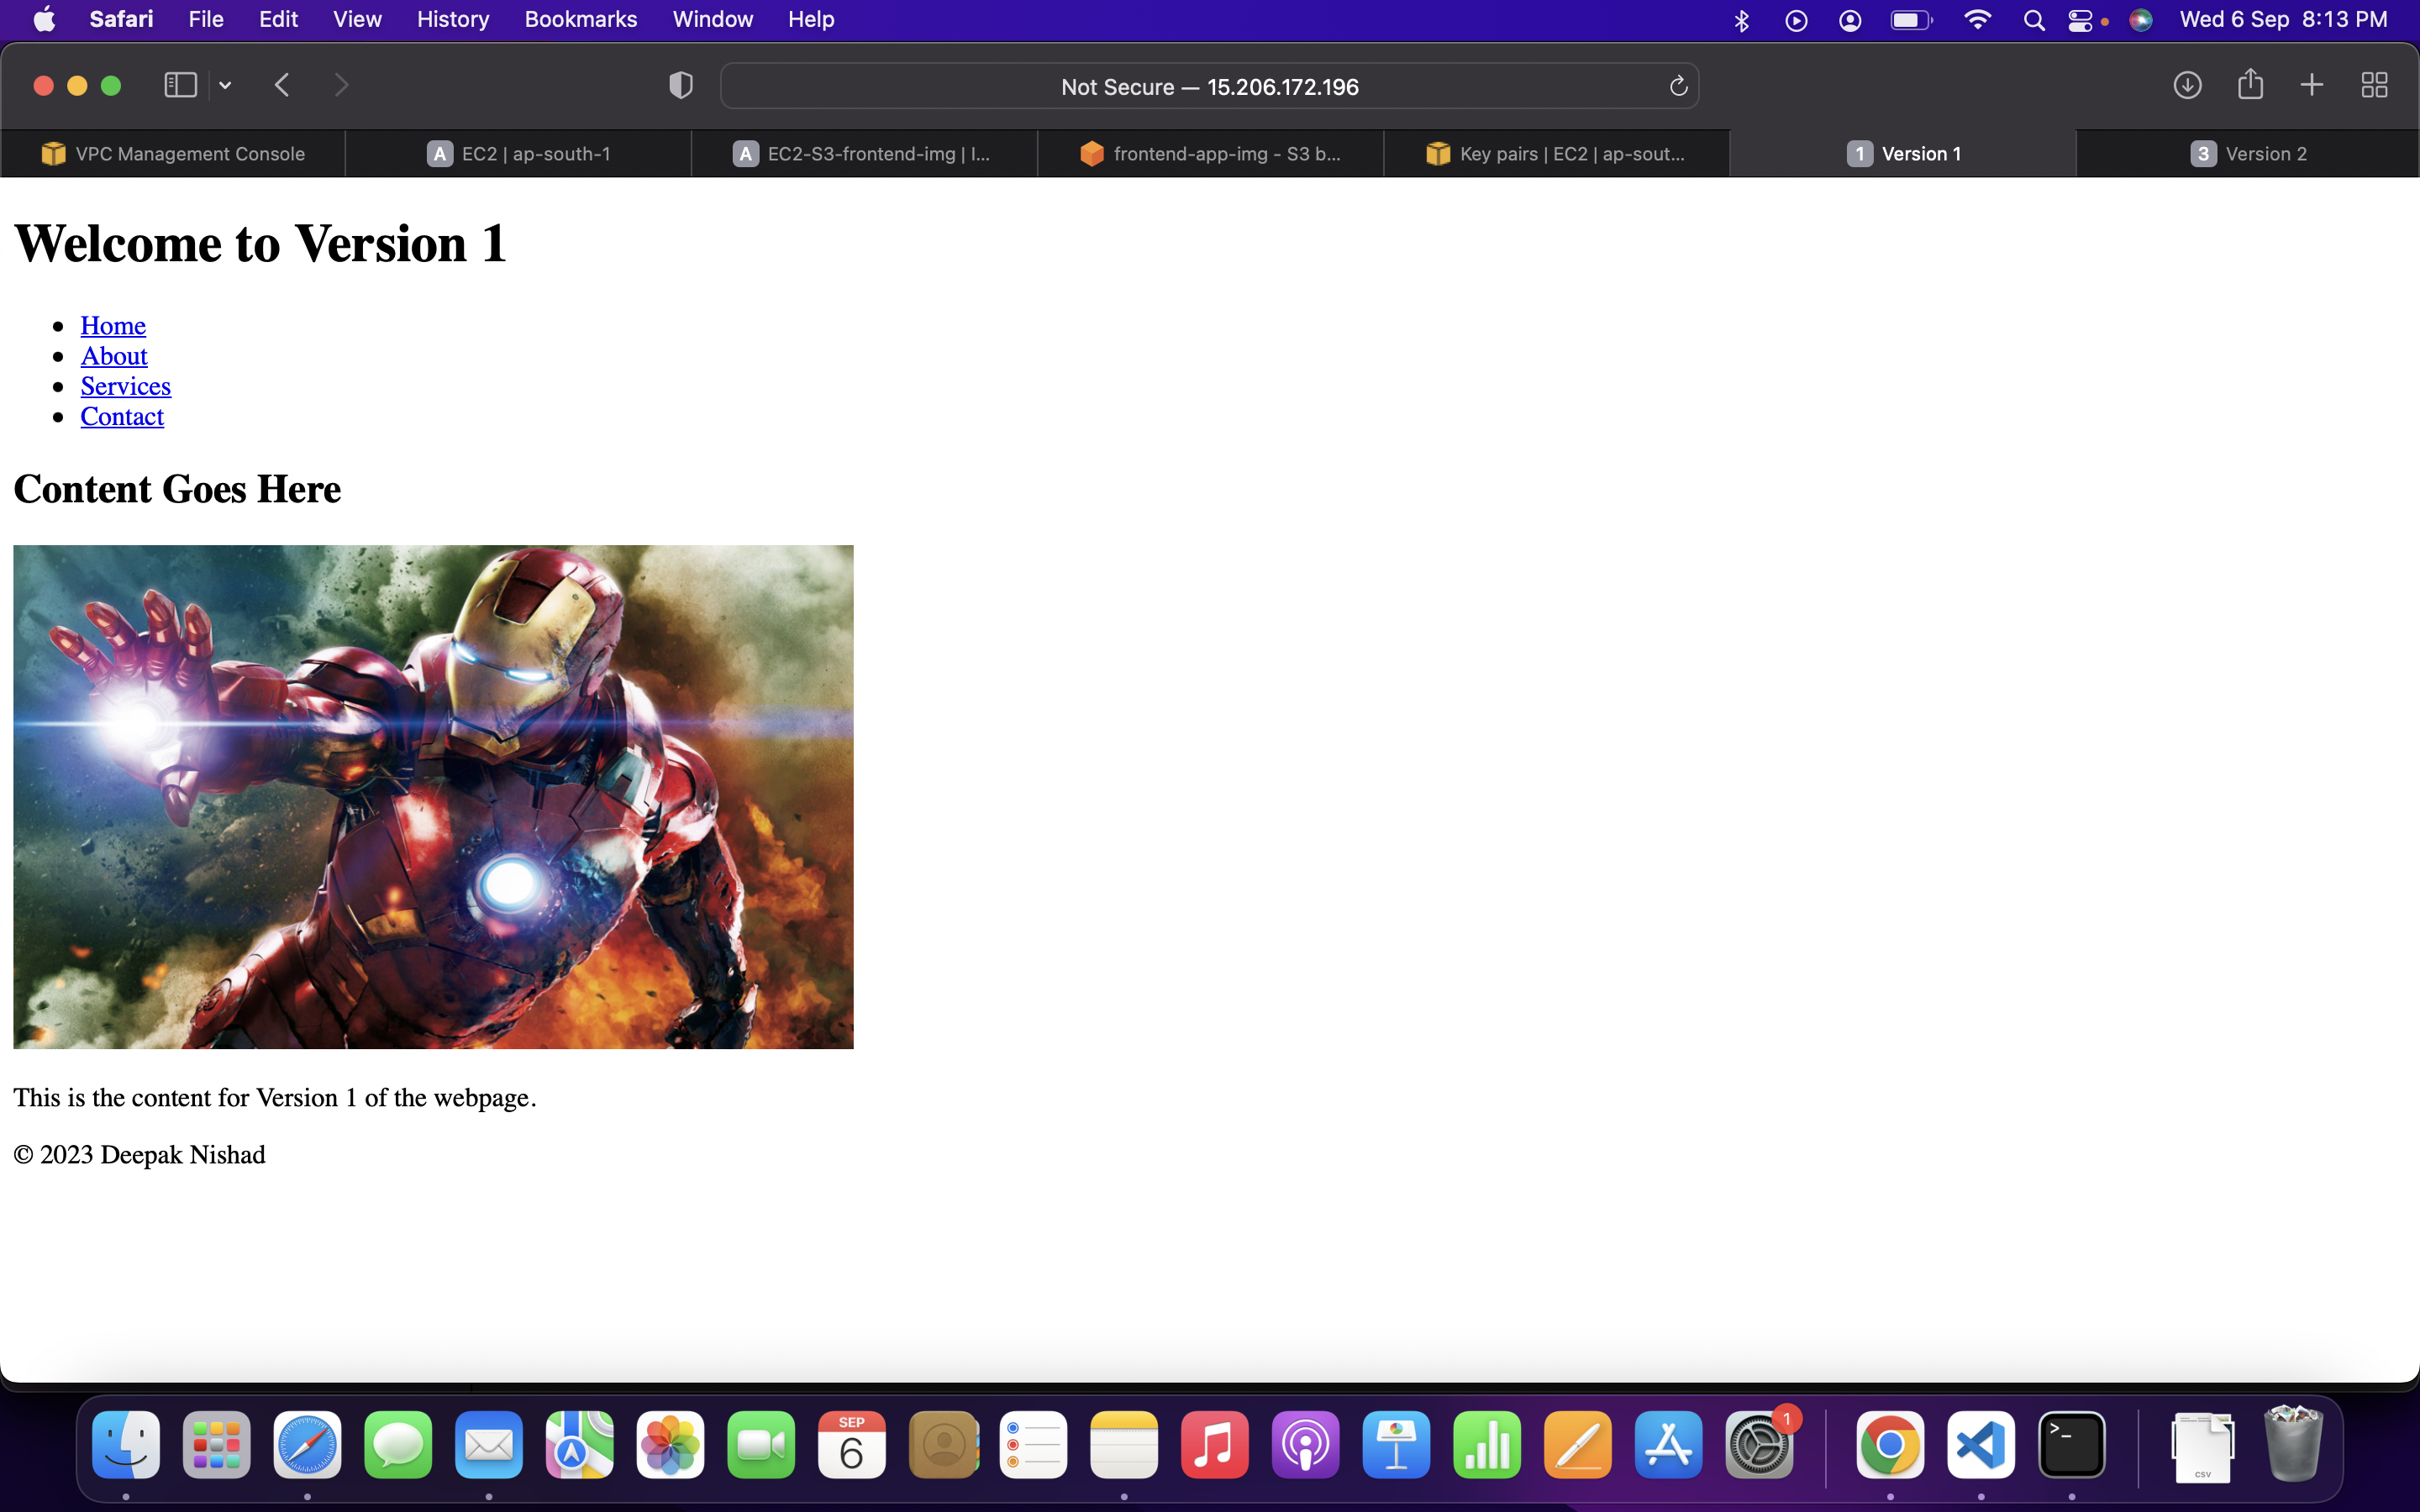 Safari File Edit View History Bookmarks Window Help Wed 6 Sep 8:13 PM
Not Secure — 15.206.172.196
VPC Management Console A EC2 | ap-south-1 A EC2-S3-frontend-img | I... frontend-app-img - S3 b... Key pairs | EC2 | ap-sout... 1 Version 1 3 Version 2
Welcome to Version 1
Home
About
Services
Contact
Content Goes Here
This is the content for Version 1 of the webpage.
© 2023 Deepak Nishad
SEP
6
1
>_
CSV